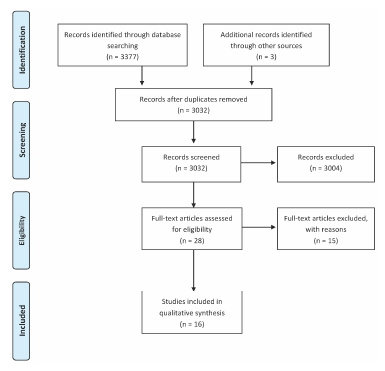 Identification
Records identified through database
searching
(n = 3377)
Additional records identified
through other sources
(n = 3)
Records after duplicates removed
(n = 3032)
Screening
Records screened
(n = 3032)
Records excluded
(n = 3004)
Eligibility
Full-text articles assessed
for eligibility
(n = 28)
Full-text articles excluded,
with reasons
(n = 15)
Included
Studies included in
qualitative synthesis
(n = 16)